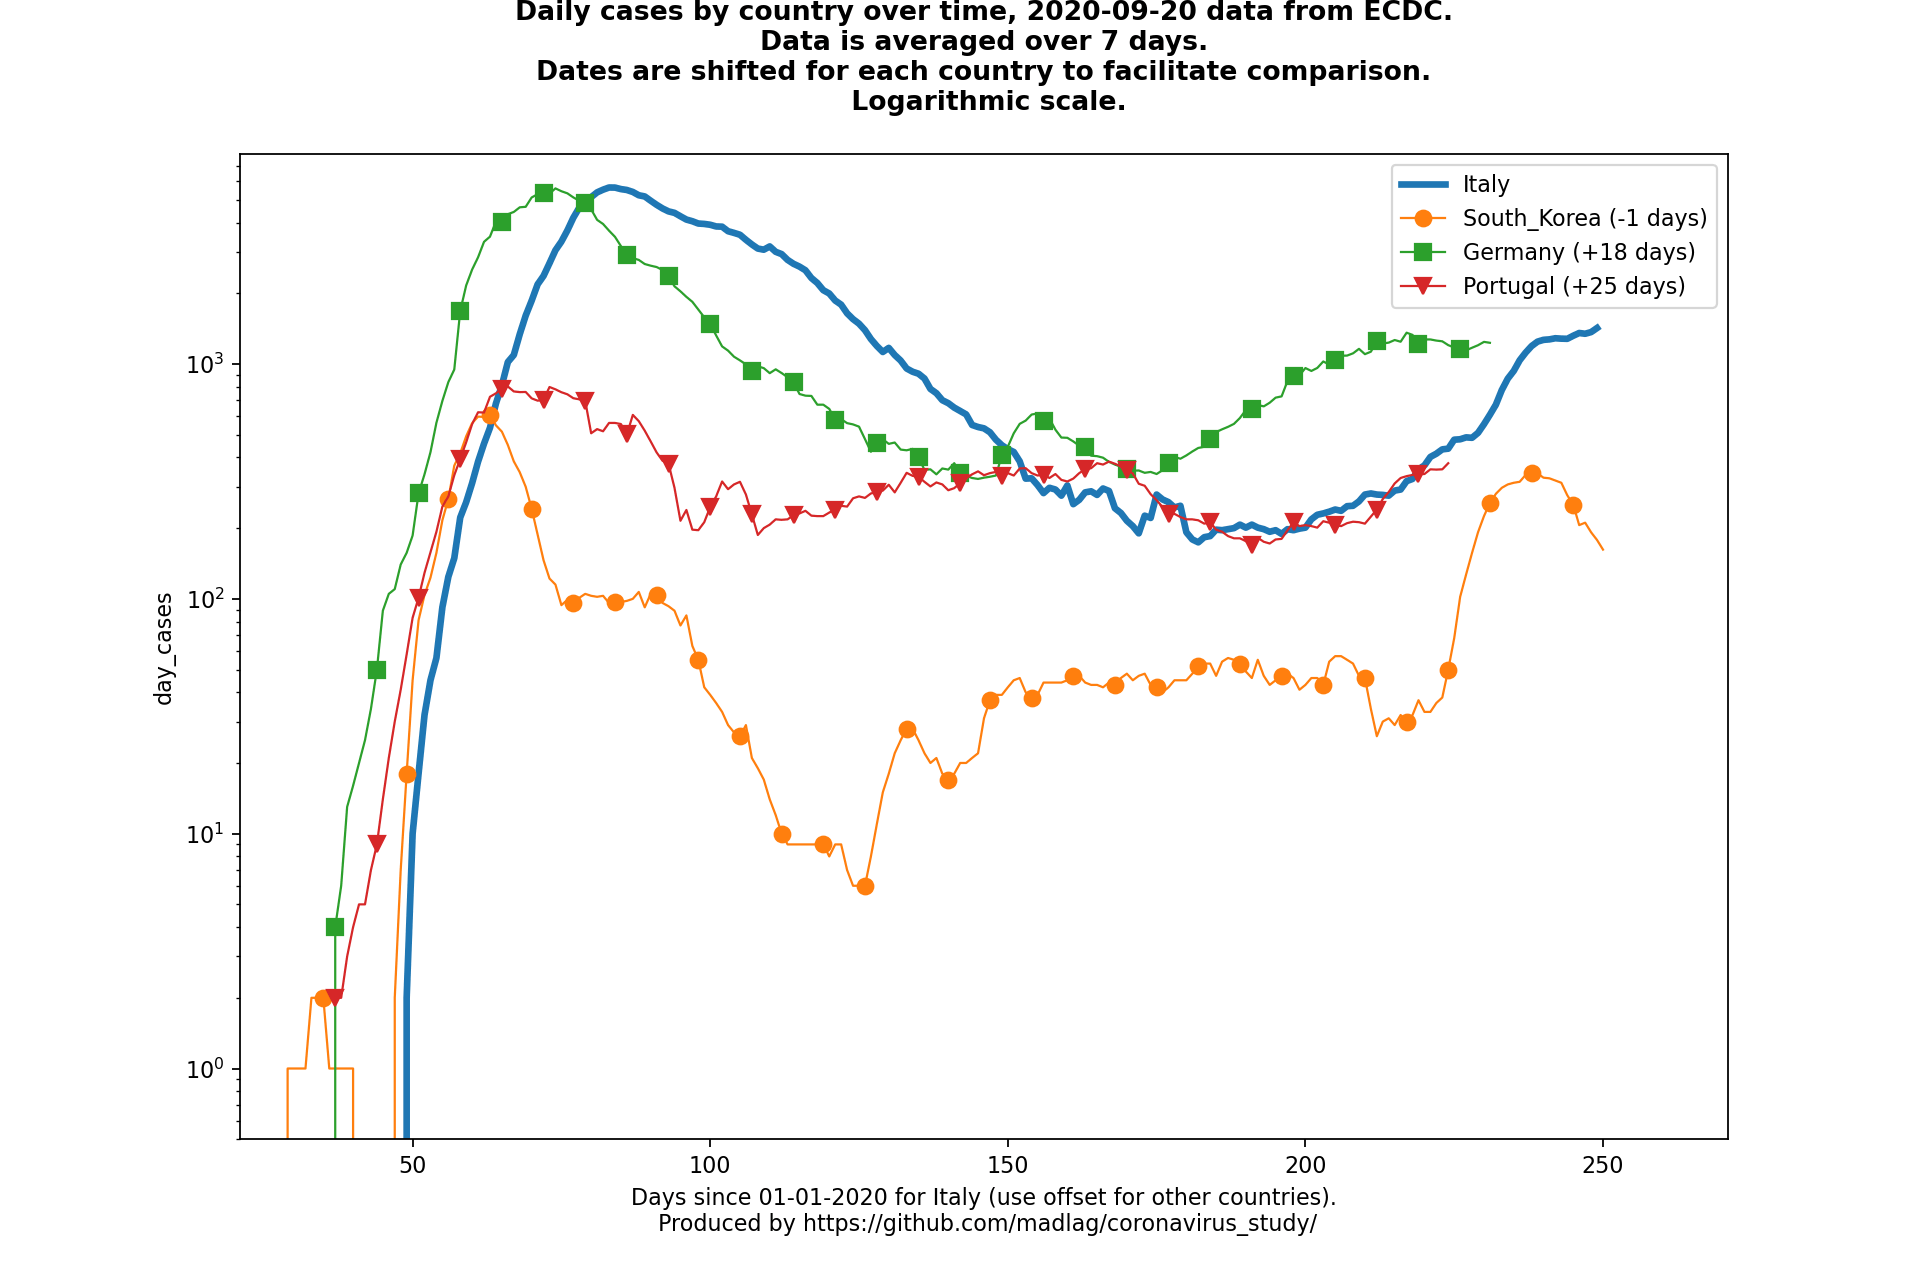 Daily cases by country over time, 2020-09-20 data from ECDC.
Data is averaged over 7 days.
Dates are shifted for each country to facilitate comparison.
Logarithmic scale.
Italy
South_Korea (-1 days)
Germany (+18 days)
Portugal (+25 days)
day_cases
10³
10²
10¹
10⁰
50 100 150 200 250
Days since 01-01-2020 for Italy (use offset for other countries).
Produced by https://github.com/madlag/coronavirus_study/